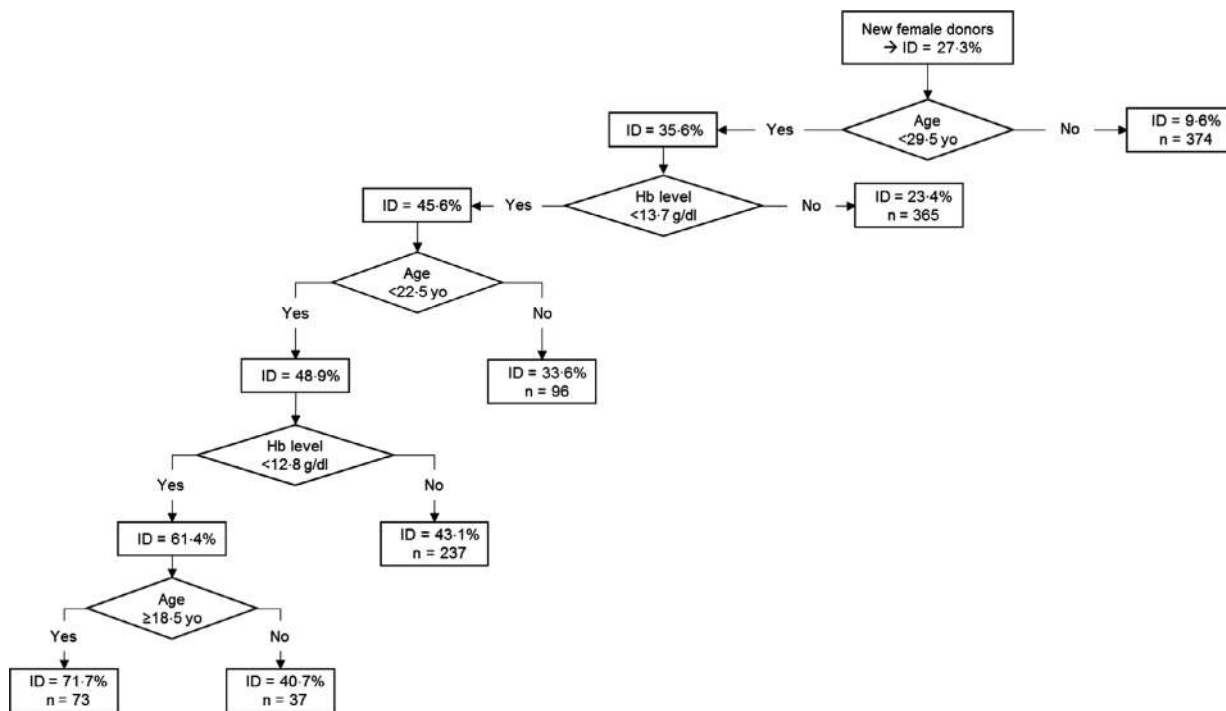 New female donors
→ ID = 27·3%
Age
<29·5 yo
Yes
No
ID = 35·6%
ID = 9·6%
n = 374
Hb level
<13·7 g/dl
Yes
No
ID = 45·6%
ID = 23·4%
n = 365
Age
<22·5 yo
Yes
No
ID = 48·9%
ID = 33·6%
n = 96
Hb level
<12·8 g/dl
Yes
No
ID = 61·4%
ID = 43·1%
n = 237
Age
≥18·5 yo
Yes
No
ID = 71·7%
n = 73
ID = 40·7%
n = 37